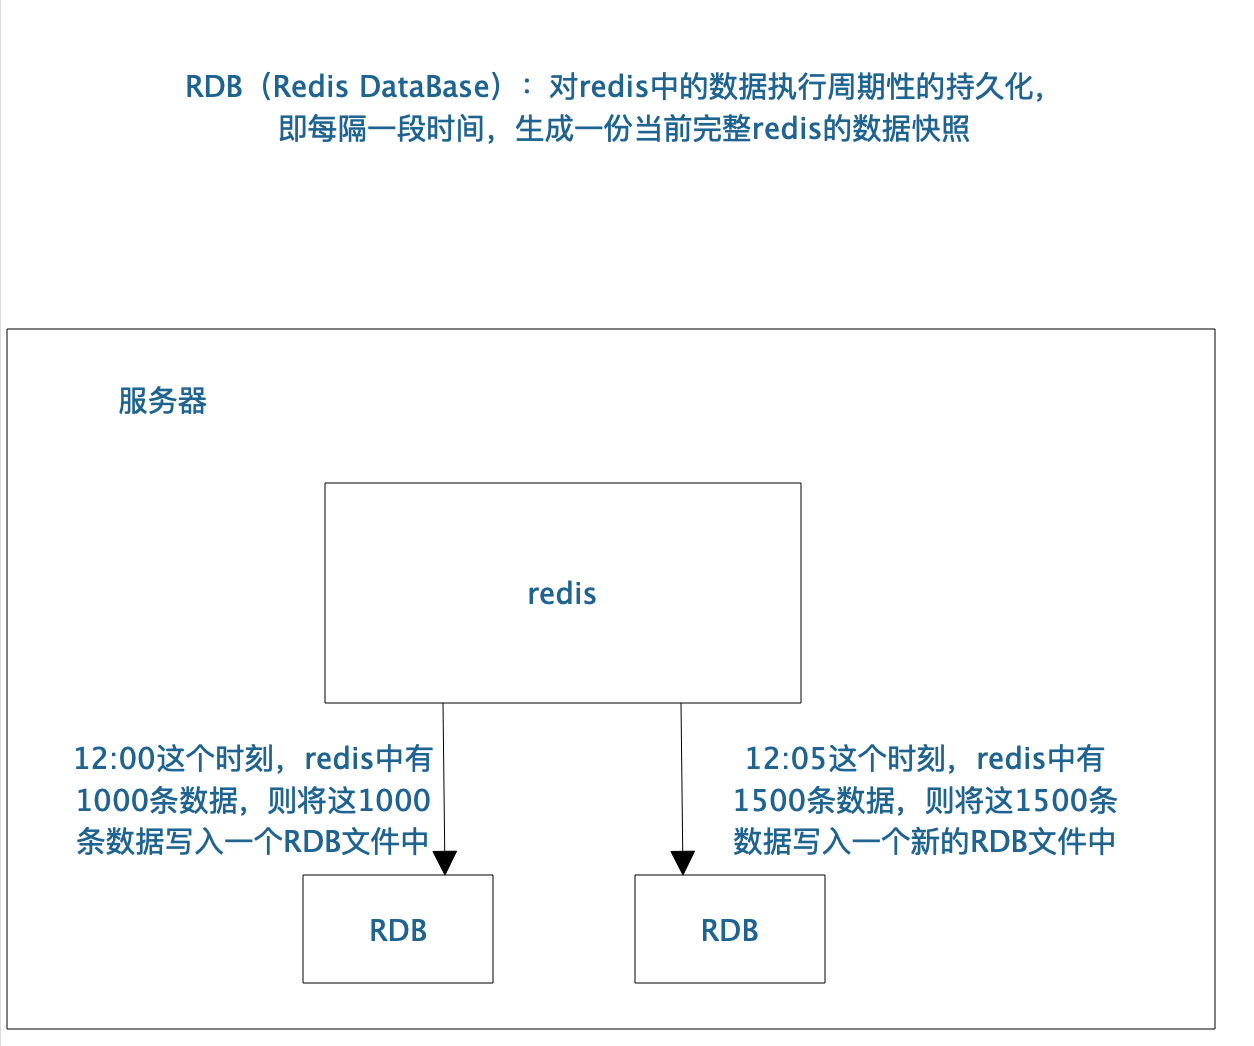 RDB（Redis DataBase）：对redis中的数据执行周期性的持久化，
即每隔一段时间，生成一份当前完整redis的数据快照
服务器
redis
12:00这个时刻，redis中有
1000条数据，则将这1000
条数据写入一个RDB文件中
12:05这个时刻，redis中有
1500条数据，则将这1500条
数据写入一个新的RDB文件中
RDB
RDB